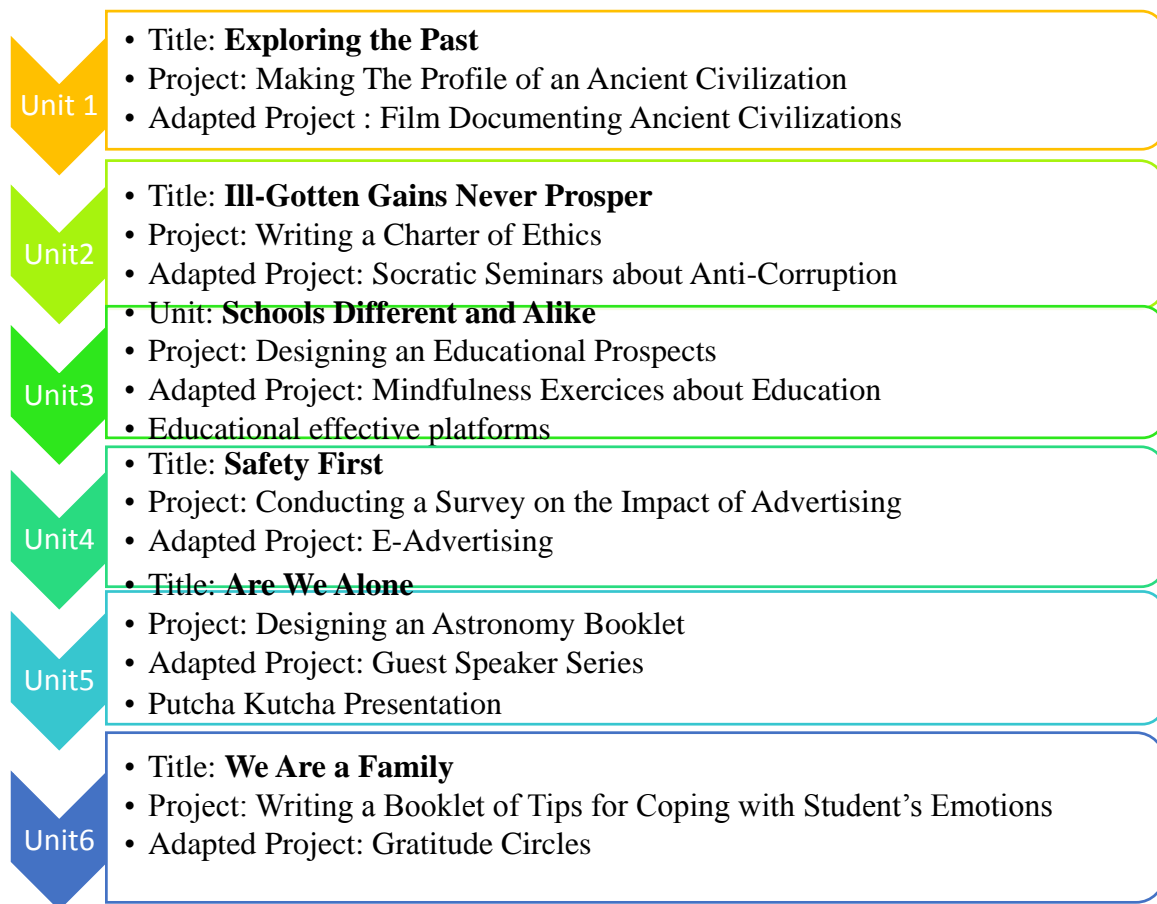 Unit 1
• Title: Exploring the Past
• Project: Making The Profile of an Ancient Civilization
• Adapted Project : Film Documenting Ancient Civilizations
Unit2
• Title: Ill-Gotten Gains Never Prosper
• Project: Writing a Charter of Ethics
• Adapted Project: Socratic Seminars about Anti-Corruption
Unit3
• Unit: Schools Different and Alike
• Project: Designing an Educational Prospects
• Adapted Project: Mindfulness Exercices about Education
• Educational effective platforms
Unit4
• Title: Safety First
• Project: Conducting a Survey on the Impact of Advertising
• Adapted Project: E-Advertising
Unit5
• Title: Are We Alone
• Project: Designing an Astronomy Booklet
• Adapted Project: Guest Speaker Series
• Putcha Kutcha Presentation
Unit6
• Title: We Are a Family
• Project: Writing a Booklet of Tips for Coping with Student’s Emotions
• Adapted Project: Gratitude Circles